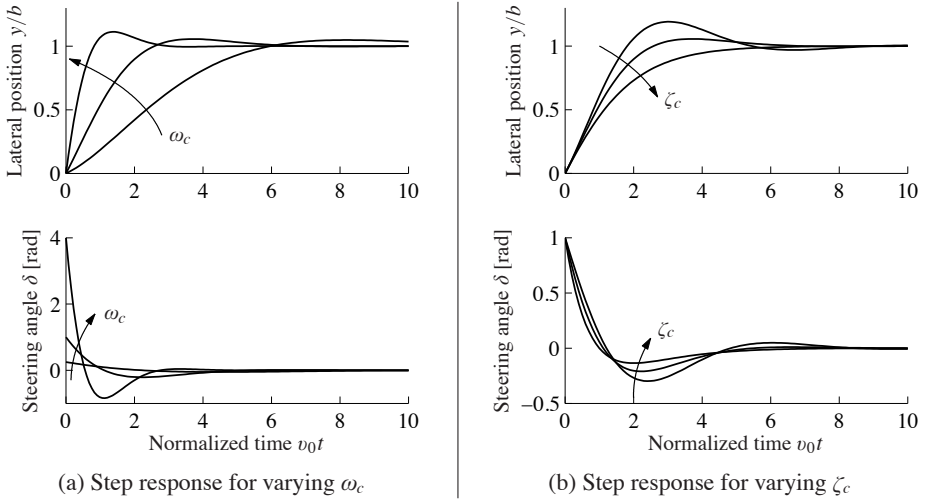 Lateral position y/b
1
0.5
0
0 2 4 6 8 10
ω_c
Steering angle δ [rad]
4
2
0
0 2 4 6 8 10
ω_c
Normalized time v₀t
(a) Step response for varying ω_c
Lateral position y/b
1
0.5
0
0 2 4 6 8 10
ζ_c
Steering angle δ [rad]
1
0.5
0
−0.5
0 2 4 6 8 10
ζ_c
Normalized time v₀t
(b) Step response for varying ζ_c